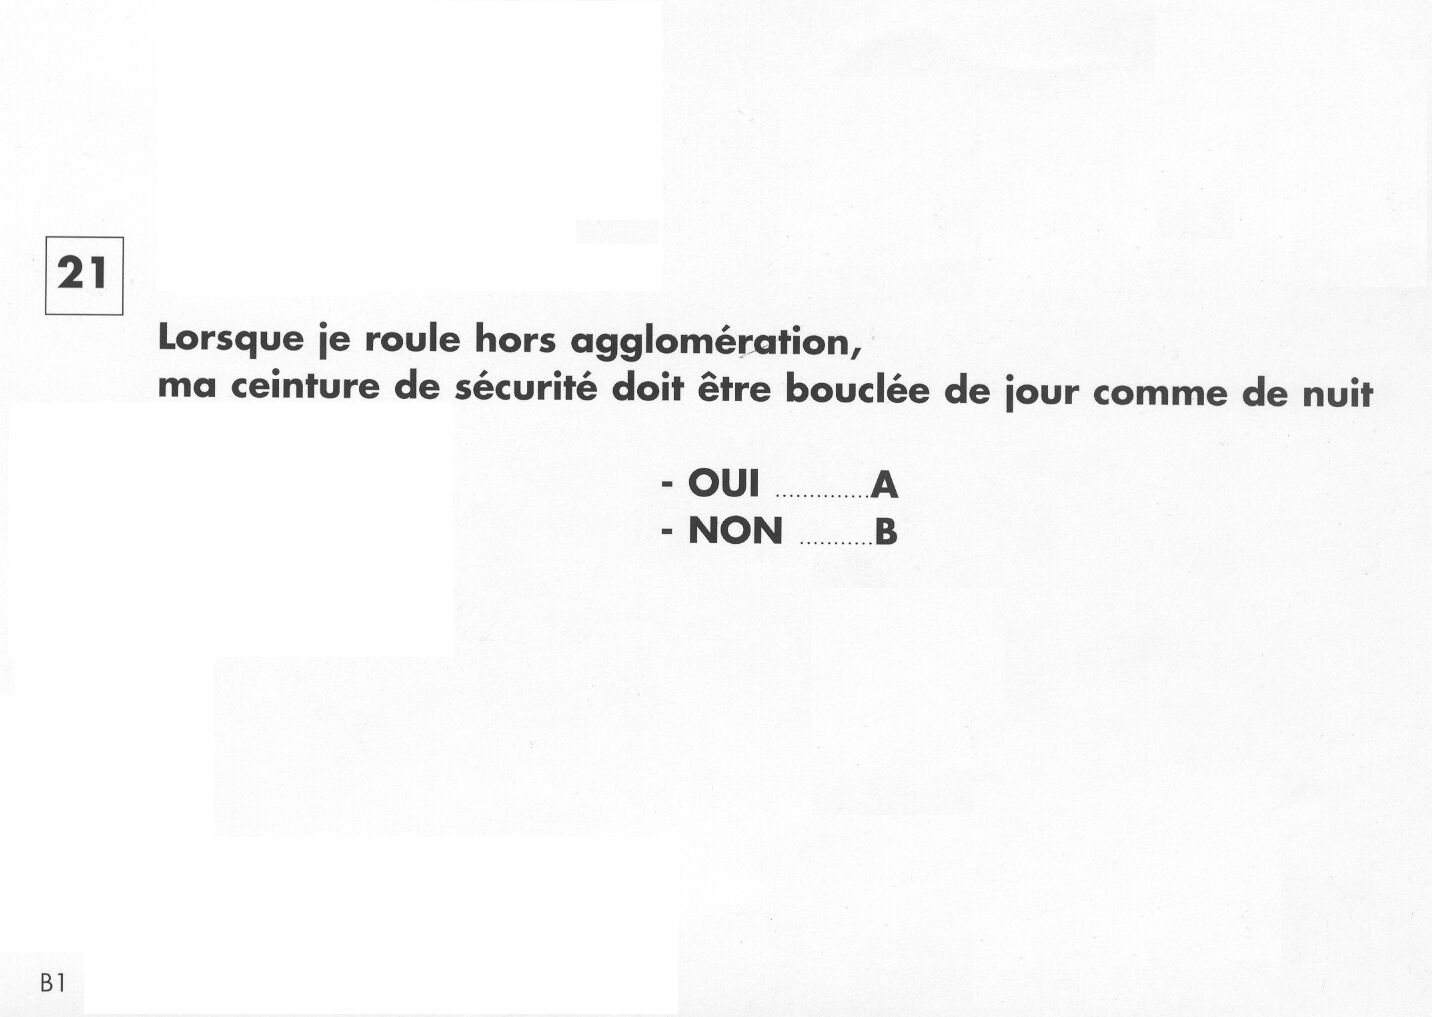 21
Lorsque je roule hors agglomération,
ma ceinture de sécurité doit être bouclée de jour comme de nuit
- OUI ..............A
- NON ...........B
B1